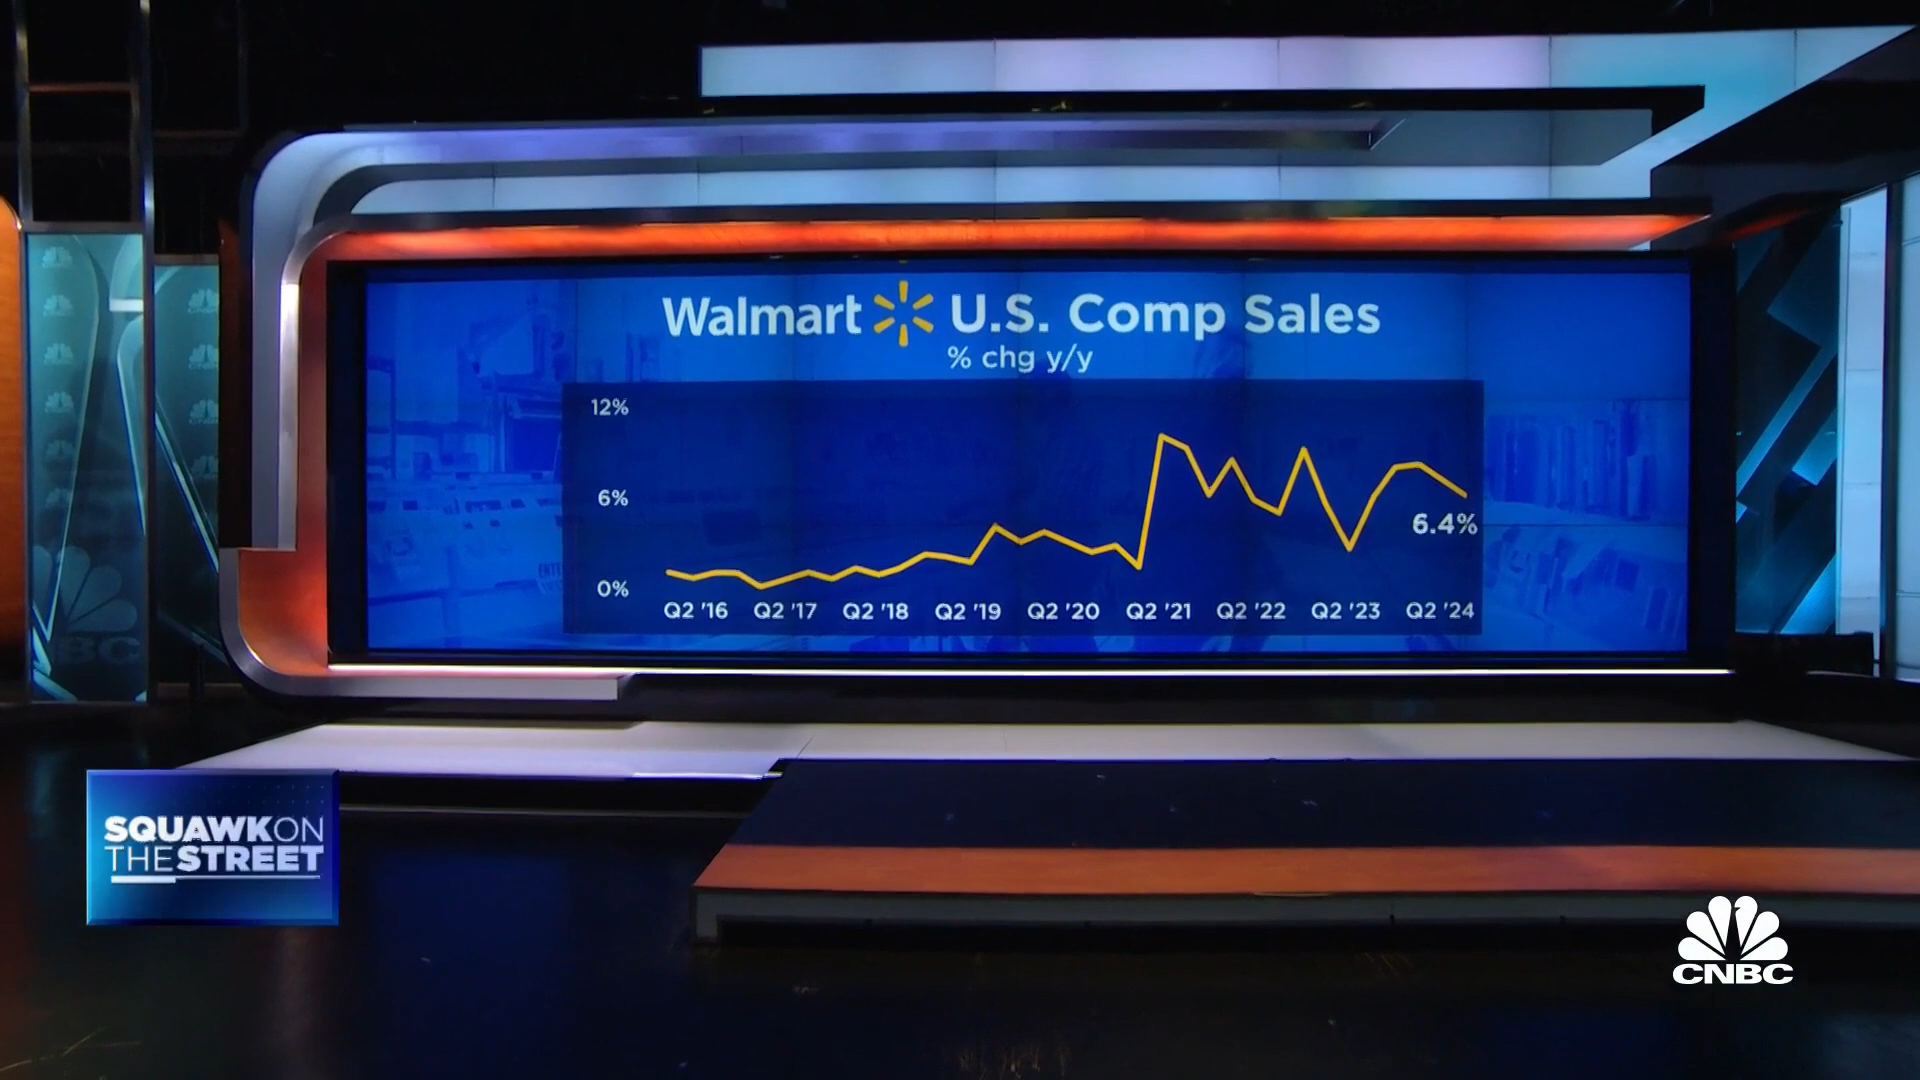 Walmart U.S. Comp Sales
% chg y/y
12%
6%
0%
6.4%
Q2 '16 Q2 '17 Q2 '18 Q2 '19 Q2 '20 Q2 '21 Q2 '22 Q2 '23 Q2 '24
SQUAWK ON
THE STREET
CNBC